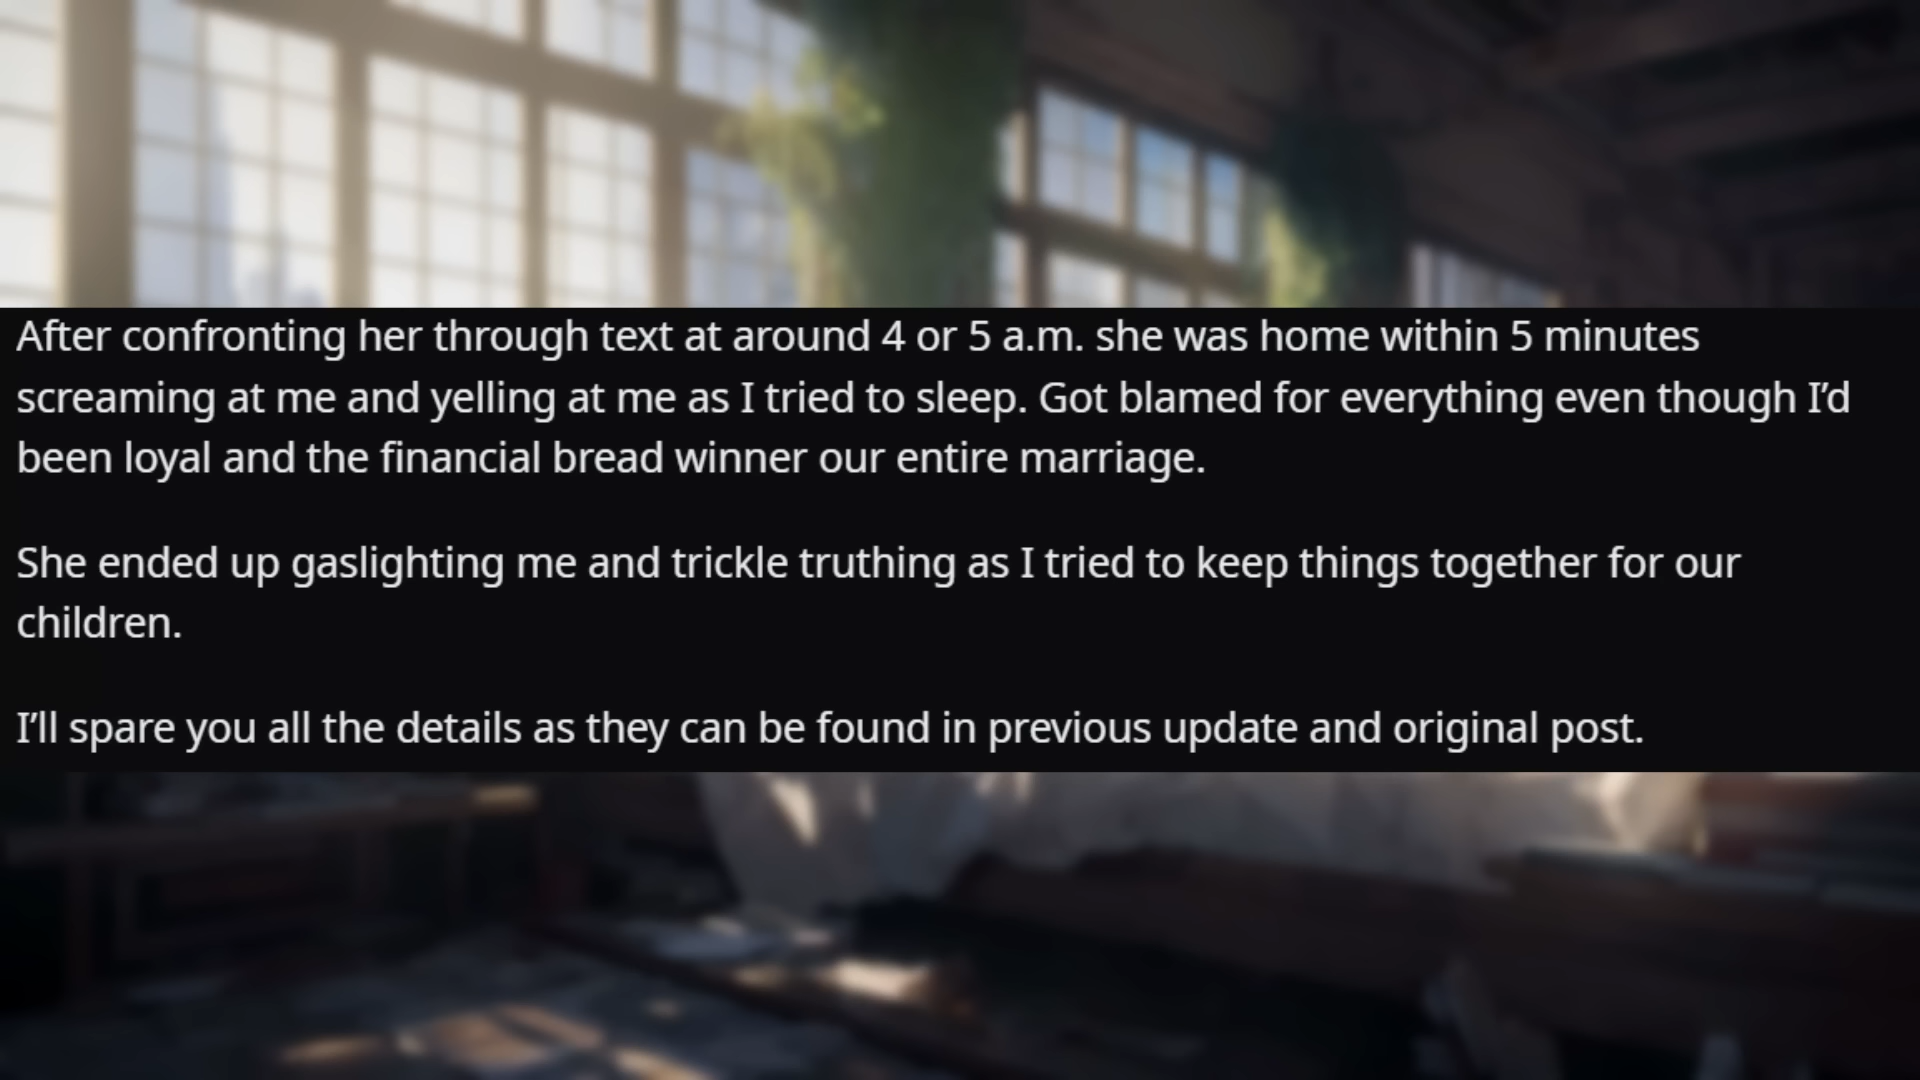 After confronting her through text at around 4 or 5 a.m. she was home within 5 minutes
screaming at me and yelling at me as I tried to sleep. Got blamed for everything even though I’d
been loyal and the financial bread winner our entire marriage.
She ended up gaslighting me and trickle truthing as I tried to keep things together for our
children.
I’ll spare you all the details as they can be found in previous update and original post.